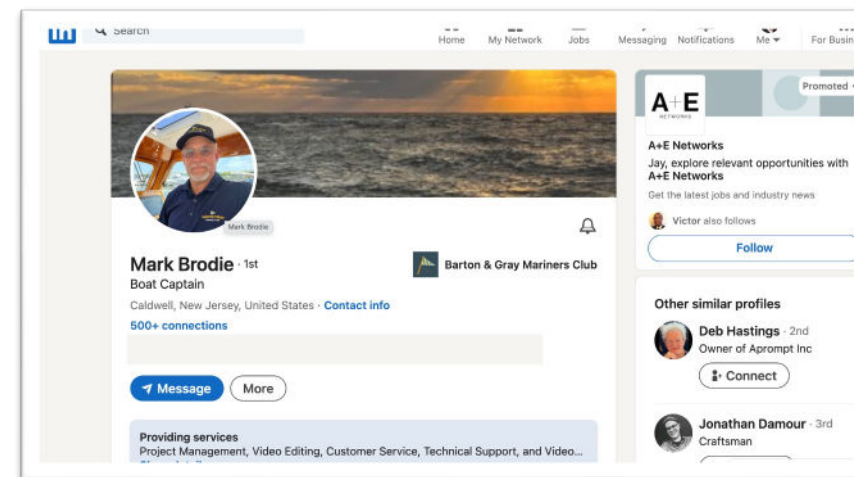 Search
Home My Network Jobs Messaging Notifications Me For Busin
Promoted
A+E
NETWORKS
A+E Networks
Jay, explore relevant opportunities with
A+E Networks
Get the latest jobs and industry news
Victor also follows
Follow
Mark Brodie
Mark Brodie · 1st
Boat Captain
Caldwell, New Jersey, United States · Contact info
500+ connections
Barton & Gray Mariners Club
Message
More
Providing services
Project Management, Video Editing, Customer Service, Technical Support, and Video...
Other similar profiles
Deb Hastings · 2nd
Owner of Aprompt Inc
Connect
Jonathan Damour · 3rd
Craftsman